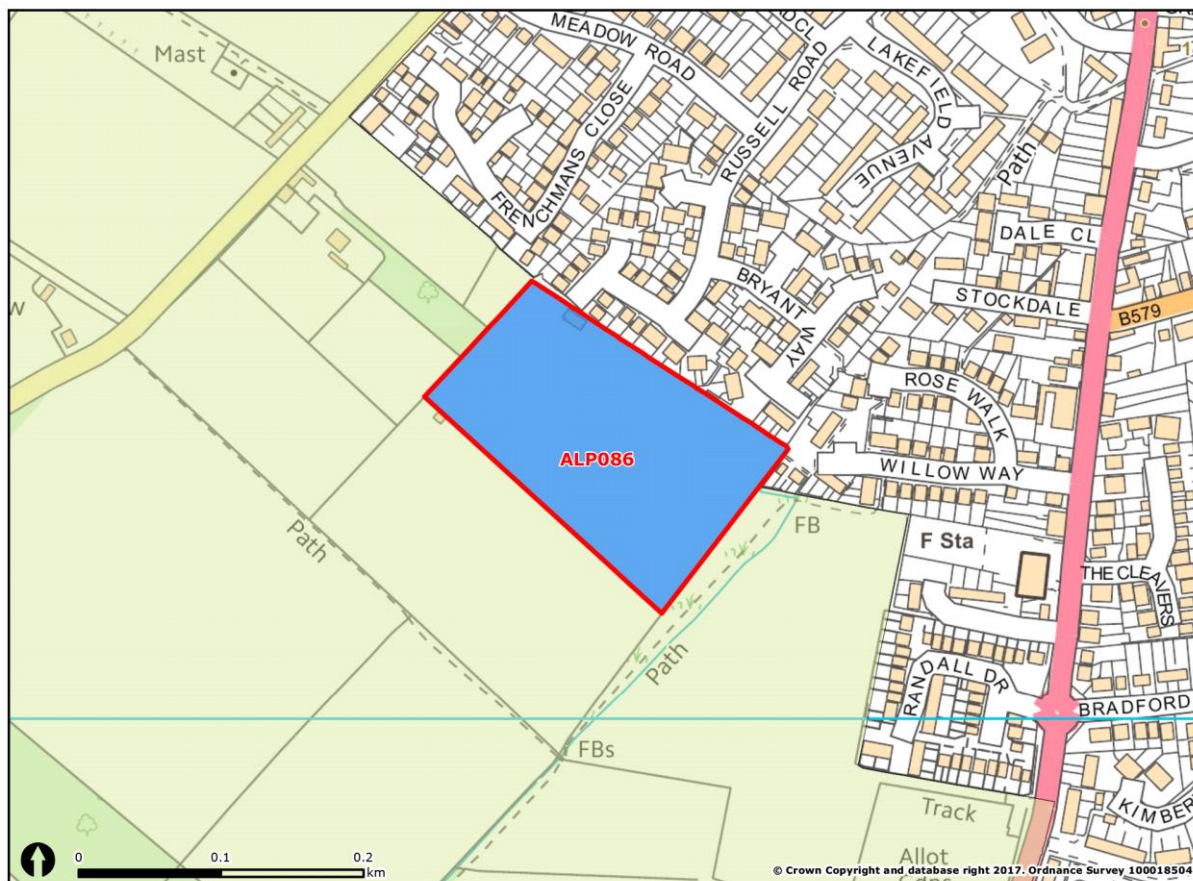 Mast
MEADOW ROAD
FRENCHMANS CLOSE
RUSSELL ROAD
LAKEFIELD
AVENUE
Path
DALE CL
STOCKDALE
B579
BRYANT WAY
ROSE WALK
WILLOW WAY
ALP086
FB
F Sta
THE CLEAVERS
Path
Path
RANDALL DR
BRADFORD
FBs
KIMBER
Track
Allot
0 0.1 0.2
km
© Crown Copyright and database right 2017. Ordnance Survey 100018504